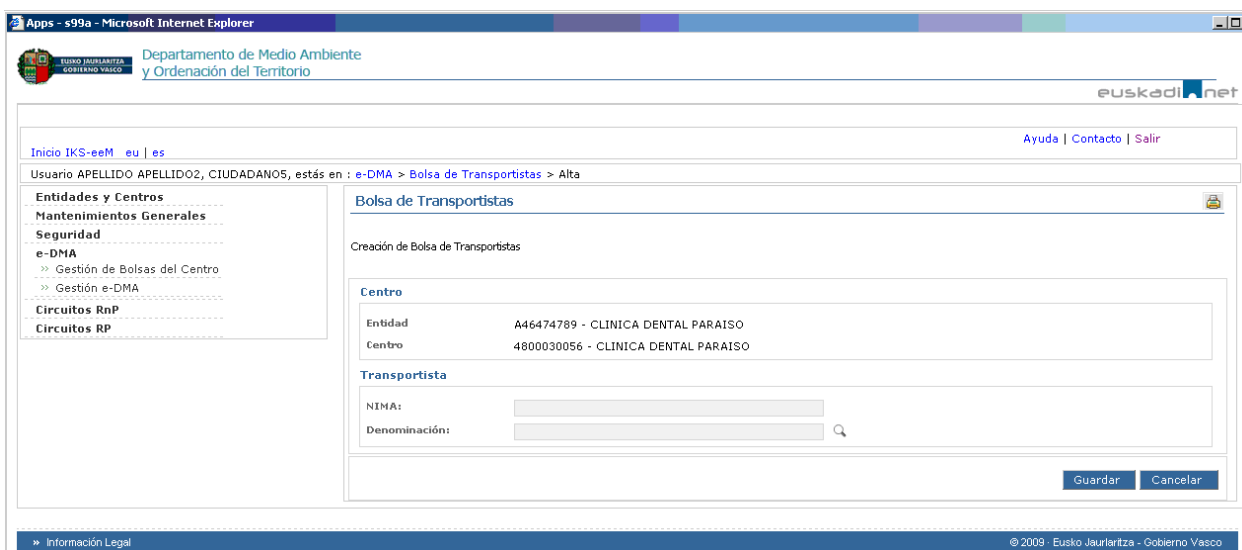 Apps - s99a - Microsoft Internet Explorer
EUSKO JAURLARITZA
GOBIERNO VASCO
Departamento de Medio Ambiente
y Ordenación del Territorio
euskadi.net
Ayuda | Contacto | Salir
Inicio IKS-eeM eu | es
Usuario APELLIDO APELLIDO2, CIUDADANO5, estás en : e-DMA > Bolsa de Transportistas > Alta
Entidades y Centros
Mantenimientos Generales
Seguridad
e-DMA
» Gestión de Bolsas del Centro
» Gestión e-DMA
Circuitos RnP
Circuitos RP
Bolsa de Transportistas
Creación de Bolsa de Transportistas
Centro
Entidad A46474789 - CLINICA DENTAL PARAISO
Centro 4800030056 - CLINICA DENTAL PARAISO
Transportista
NIMA:
Denominación:
Guardar Cancelar
» Información Legal © 2009 - Eusko Jaurlaritza - Gobierno Vasco